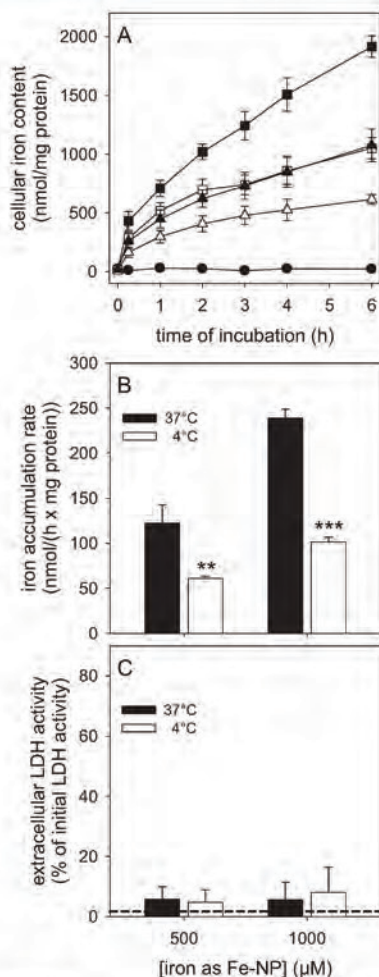 A
cellular iron content
(nmol/mg protein)
2000
1500
1000
500
0
0 1 2 3 4 5 6
time of incubation (h)
B
iron accumulation rate
(nmol/(h x mg protein))
300
250
200
150
100
50
0
37°C
4°C
**
***
C
extracellular LDH activity
(% of initial LDH activity)
80
60
40
20
0
37°C
4°C
500 1000
[iron as Fe-NP] (µM)